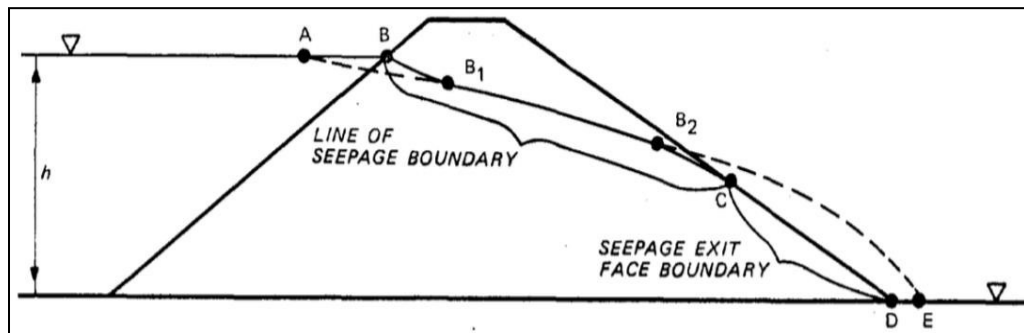 A
B
B1
B2
LINE OF
SEEPAGE BOUNDARY
h
C
SEEPAGE EXIT
FACE BOUNDARY
D
E